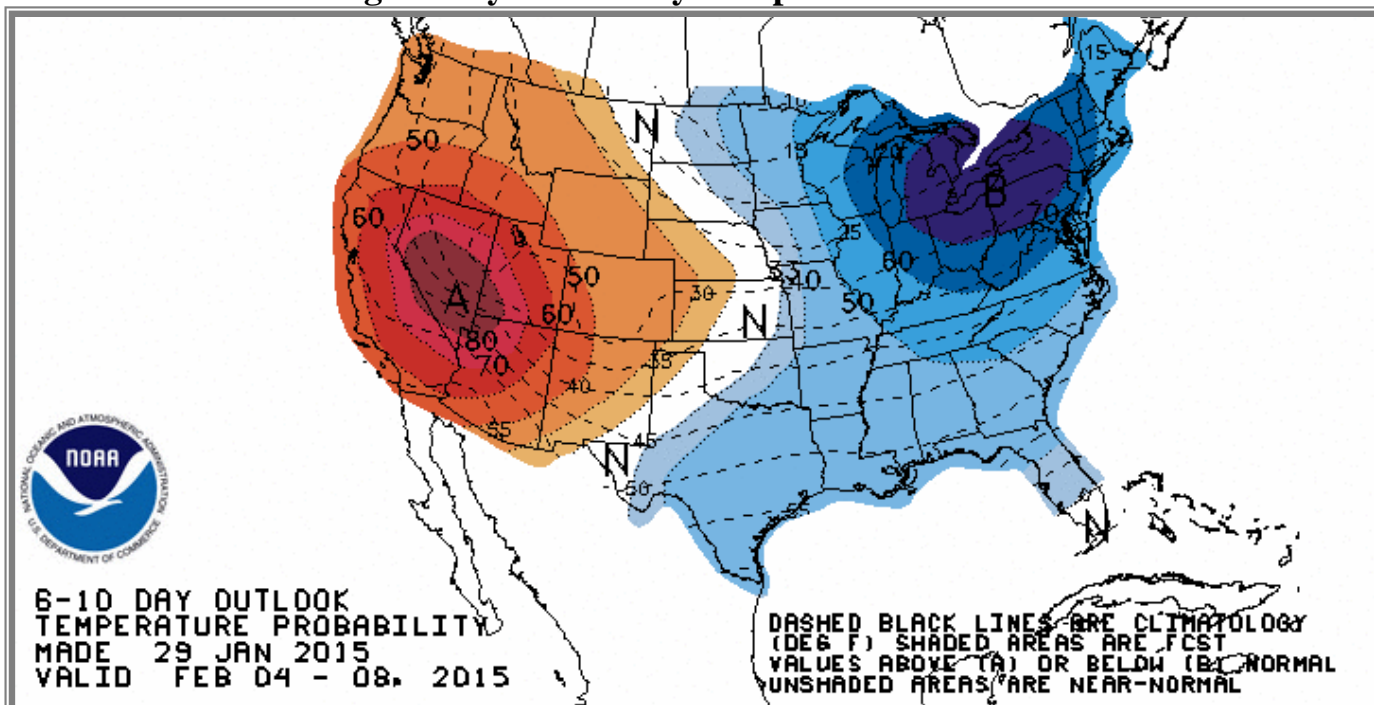 N
15
50
15
20
B
60
70
25
50
60
A
30
35
40
50
60
N
80
70
35
40
55
45
N
50
N
NOAA
NATIONAL OCEANIC AND ATMOSPHERIC ADMINISTRATION
U.S. DEPARTMENT OF COMMERCE
6-10 DAY OUTLOOK
TEMPERATURE PROBABILITY
MADE 29 JAN 2015
VALID FEB 04 - 08, 2015
DASHED BLACK LINES ARE CLIMATOLOGY
(DEG F) SHADED AREAS ARE FCST
VALUES ABOVE (A) OR BELOW (B) NORMAL
UNSHADED AREAS ARE NEAR-NORMAL